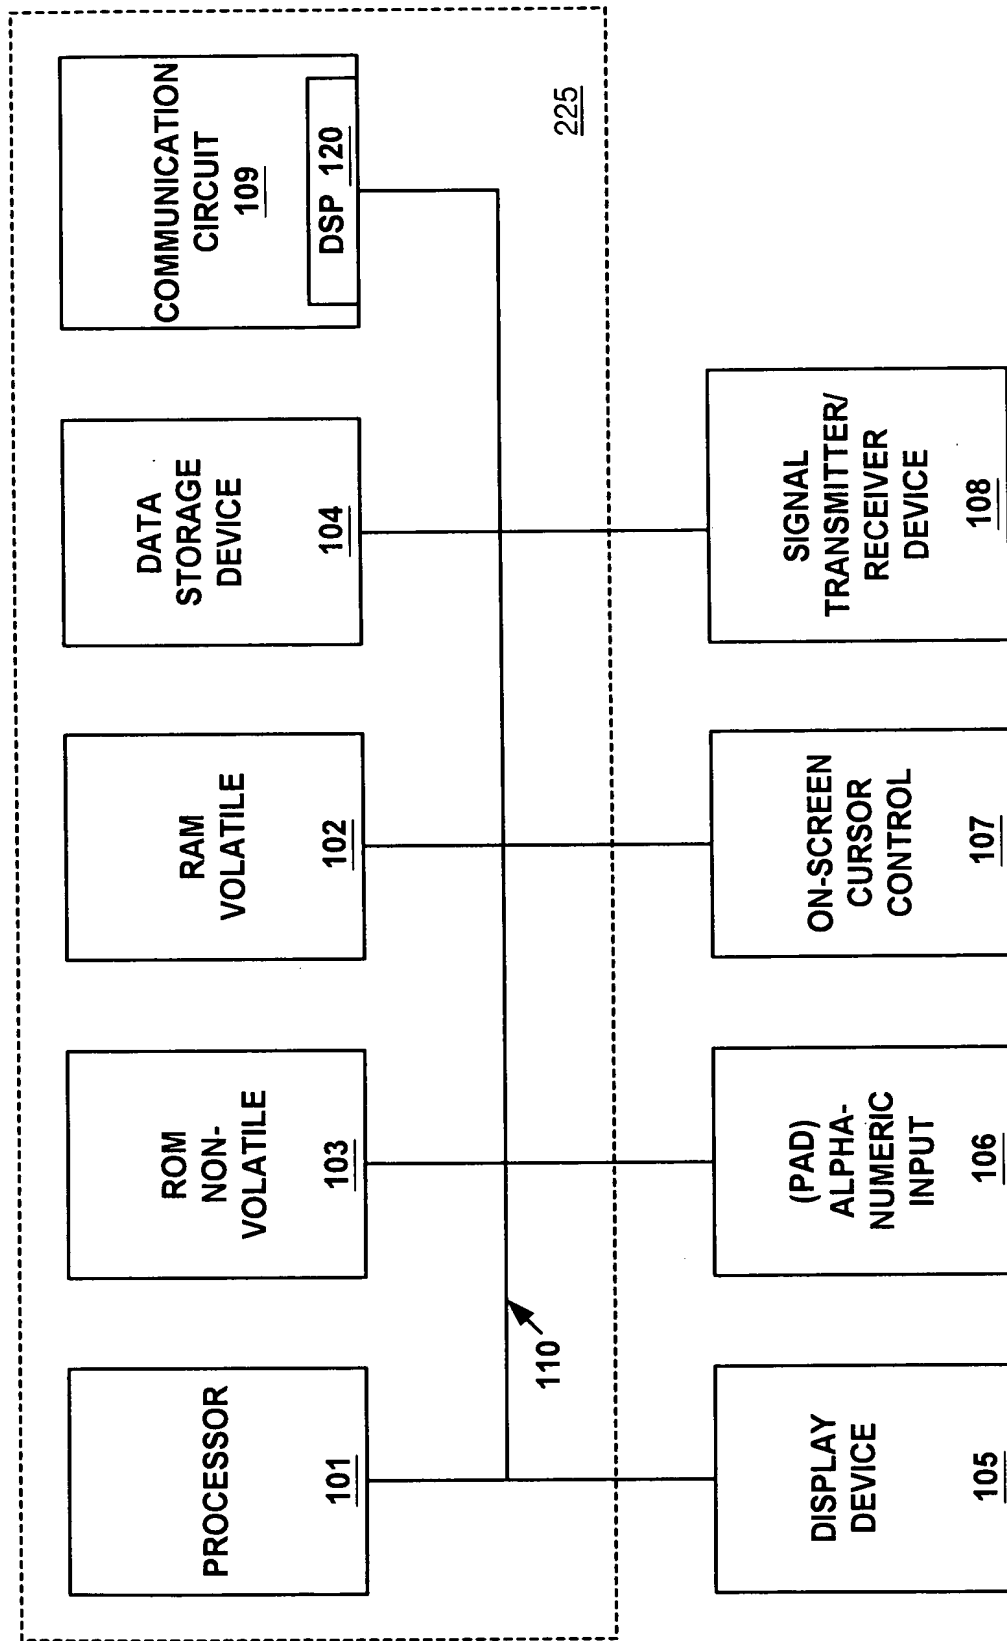 PROCESSOR
101
ROM
NON-
VOLATILE
103
RAM
VOLATILE
102
DATA
STORAGE
DEVICE
104
COMMUNICATION
CIRCUIT
109
DSP 120
225
110
DISPLAY
DEVICE
105
(PAD)
ALPHA-
NUMERIC
INPUT
106
ON-SCREEN
CURSOR
CONTROL
107
SIGNAL
TRANSMITTER/
RECEIVER
DEVICE
108